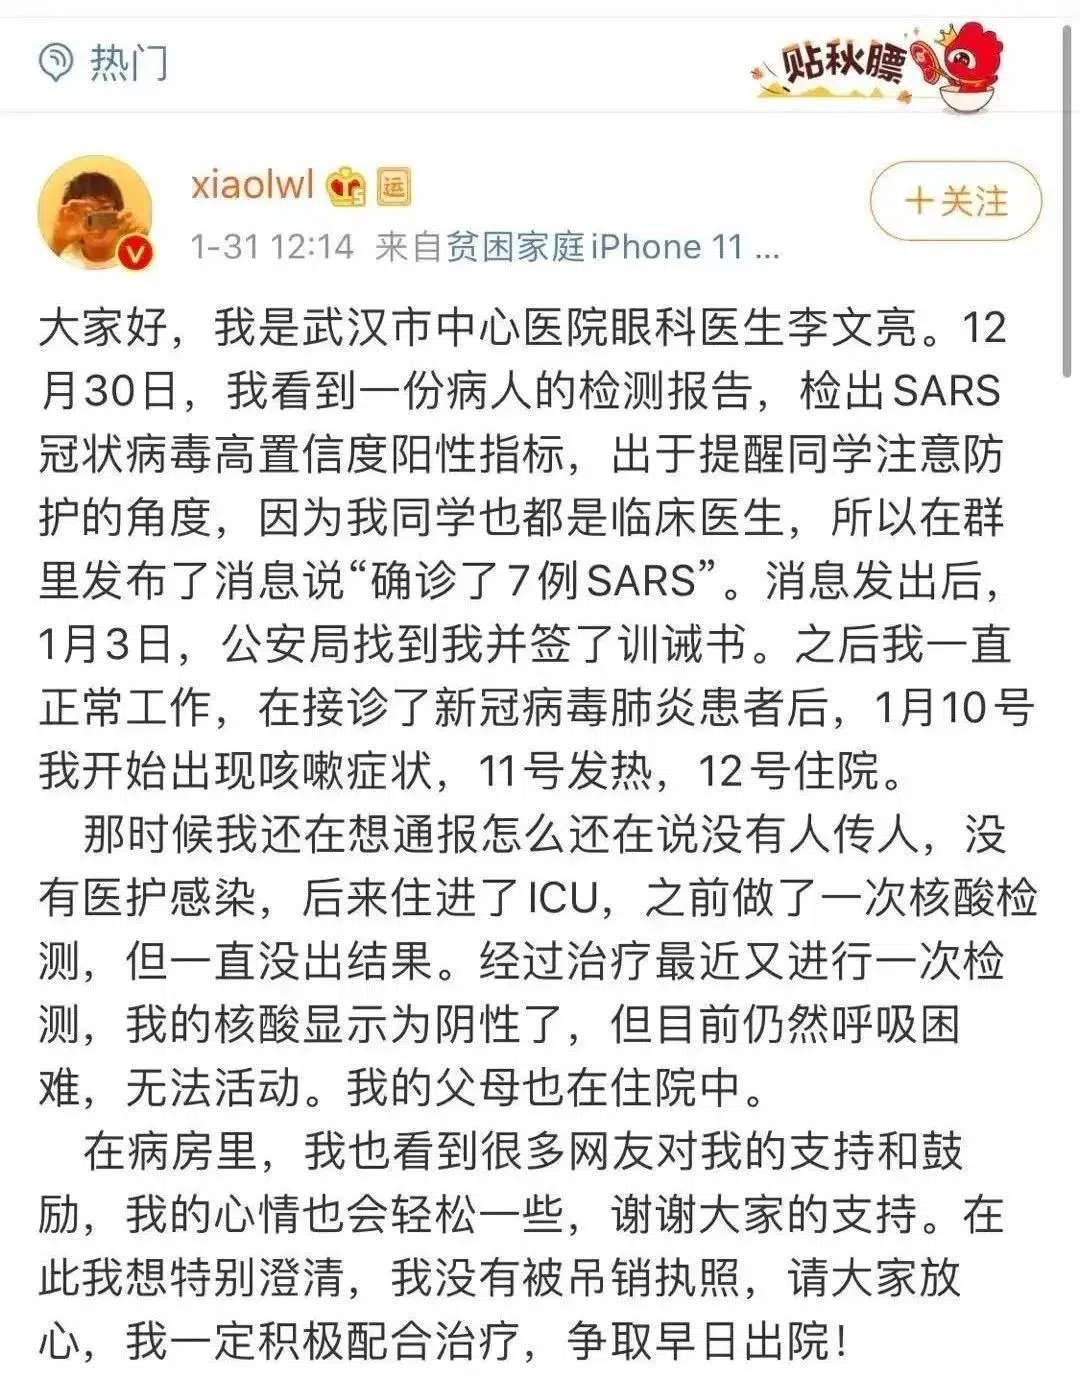 热门
贴秋膘
xiaolwl
运
+关注
1-31 12:14 来自贫困家庭iPhone 11 ...
大家好，我是武汉市中心医院眼科医生李文亮。12
月30日，我看到一份病人的检测报告，检出SARS
冠状病毒高置信度阳性指标，出于提醒同学注意防
护的角度，因为我同学也都是临床医生，所以在群
里发布了消息说“确诊了7例SARS”。消息发出后，
1月3日，公安局找到我并签了训诫书。之后我一直
正常工作，在接诊了新冠病毒肺炎患者后，1月10号
我开始出现咳嗽症状，11号发热，12号住院。
那时候我还在想通报怎么还在说没有人传人，没
有医护感染，后来住进了ICU，之前做了一次核酸检
测，但一直没出结果。经过治疗最近又进行一次检
测，我的核酸显示为阴性了，但目前仍然呼吸困
难，无法活动。我的父母也在住院中。
在病房里，我也看到很多网友对我的支持和鼓
励，我的心情也会轻松一些，谢谢大家的支持。在
此我想特别澄清，我没有被吊销执照，请大家放
心，我一定积极配合治疗，争取早日出院！